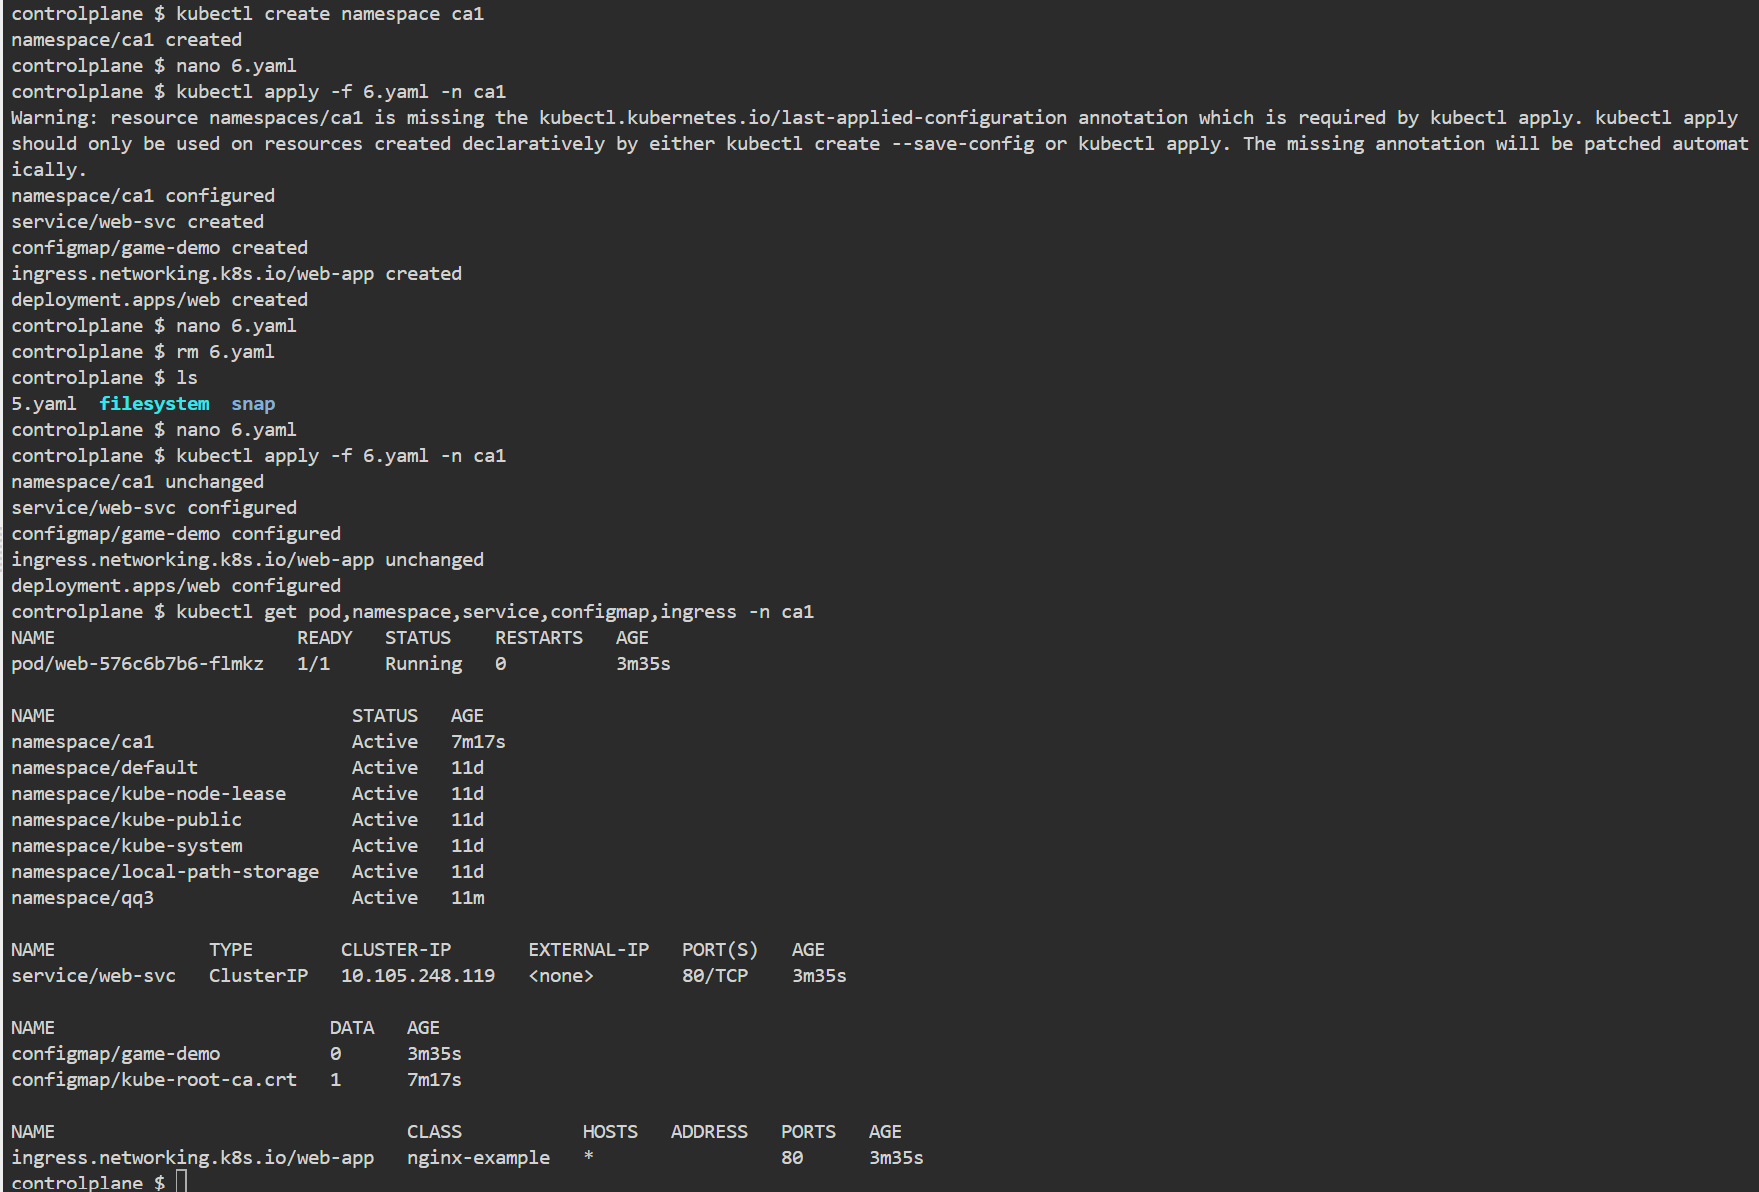 controlplane $ kubectl create namespace ca1
namespace/ca1 created
controlplane $ nano 6.yaml
controlplane $ kubectl apply -f 6.yaml -n ca1
Warning: resource namespaces/ca1 is missing the kubectl.kubernetes.io/last-applied-configuration annotation which is required by kubectl apply. kubectl apply
should only be used on resources created declaratively by either kubectl create --save-config or kubectl apply. The missing annotation will be patched automat
ically.
namespace/ca1 configured
service/web-svc created
configmap/game-demo created
ingress.networking.k8s.io/web-app created
deployment.apps/web created
controlplane $ nano 6.yaml
controlplane $ rm 6.yaml
controlplane $ ls
5.yaml  filesystem  snap
controlplane $ nano 6.yaml
controlplane $ kubectl apply -f 6.yaml -n ca1
namespace/ca1 unchanged
service/web-svc configured
configmap/game-demo configured
ingress.networking.k8s.io/web-app unchanged
deployment.apps/web configured
controlplane $ kubectl get pod,namespace,service,configmap,ingress -n ca1
NAME                      READY   STATUS    RESTARTS   AGE
pod/web-576c6b7b6-flmkz   1/1     Running   0          3m35s

NAME                           STATUS   AGE
namespace/ca1                  Active   7m17s
namespace/default              Active   11d
namespace/kube-node-lease      Active   11d
namespace/kube-public          Active   11d
namespace/kube-system          Active   11d
namespace/local-path-storage   Active   11d
namespace/qq3                  Active   11m

NAME              TYPE        CLUSTER-IP       EXTERNAL-IP   PORT(S)   AGE
service/web-svc   ClusterIP   10.105.248.119   <none>        80/TCP    3m35s

NAME                         DATA   AGE
configmap/game-demo          0      3m35s
configmap/kube-root-ca.crt   1      7m17s

NAME                                CLASS           HOSTS   ADDRESS   PORTS   AGE
ingress.networking.k8s.io/web-app   nginx-example   *                 80      3m35s
controlplane $